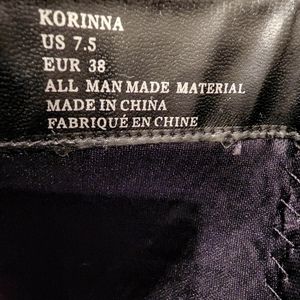 KORINNA
US 7.5
EUR 38
ALL MAN MADE MATERIAL
MADE IN CHINA
FABRIQUÉ EN CHINE